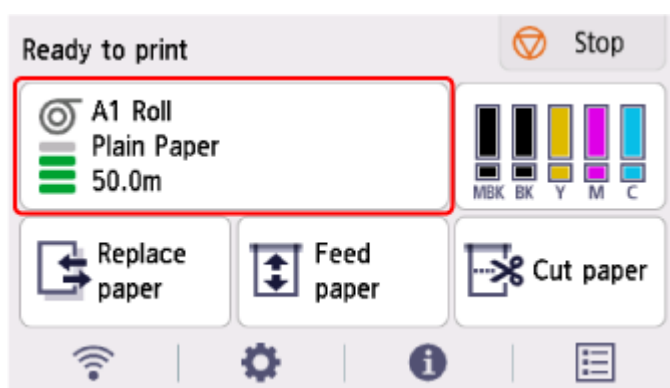 Ready to print
Stop
A1 Roll
Plain Paper
50.0m
MBK BK Y M C
Replace
paper
Feed
paper
Cut paper